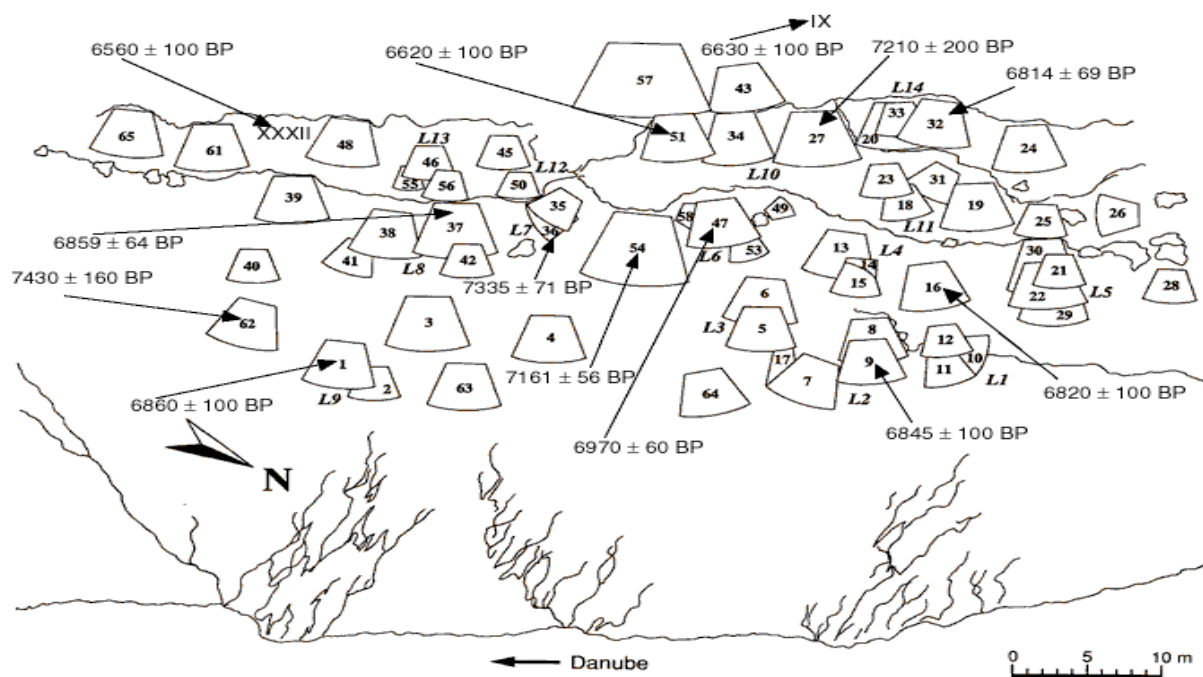 IX
6560 ± 100 BP
6620 ± 100 BP
6630 ± 100 BP
7210 ± 200 BP
6814 ± 69 BP
57
43
L14
65
61
XXXII
48
L13
46
45
51
34
27
20
33
32
24
55
56
50
L12
L10
23
31
39
35
58
47
49
18
19
25
26
6859 ± 64 BP
38
37
L7
36
54
L6
53
13
L4
L11
30
40
41
L8
42
14
15
16
21
22
L5
28
7430 ± 160 BP
7335 ± 71 BP
6
29
62
3
4
L3
5
8
12
1
17
9
11
10
L1
7161 ± 56 BP
6860 ± 100 BP
L9
2
63
64
7
L2
6820 ± 100 BP
6970 ± 60 BP
6845 ± 100 BP
N
Danube
0 5 10 m